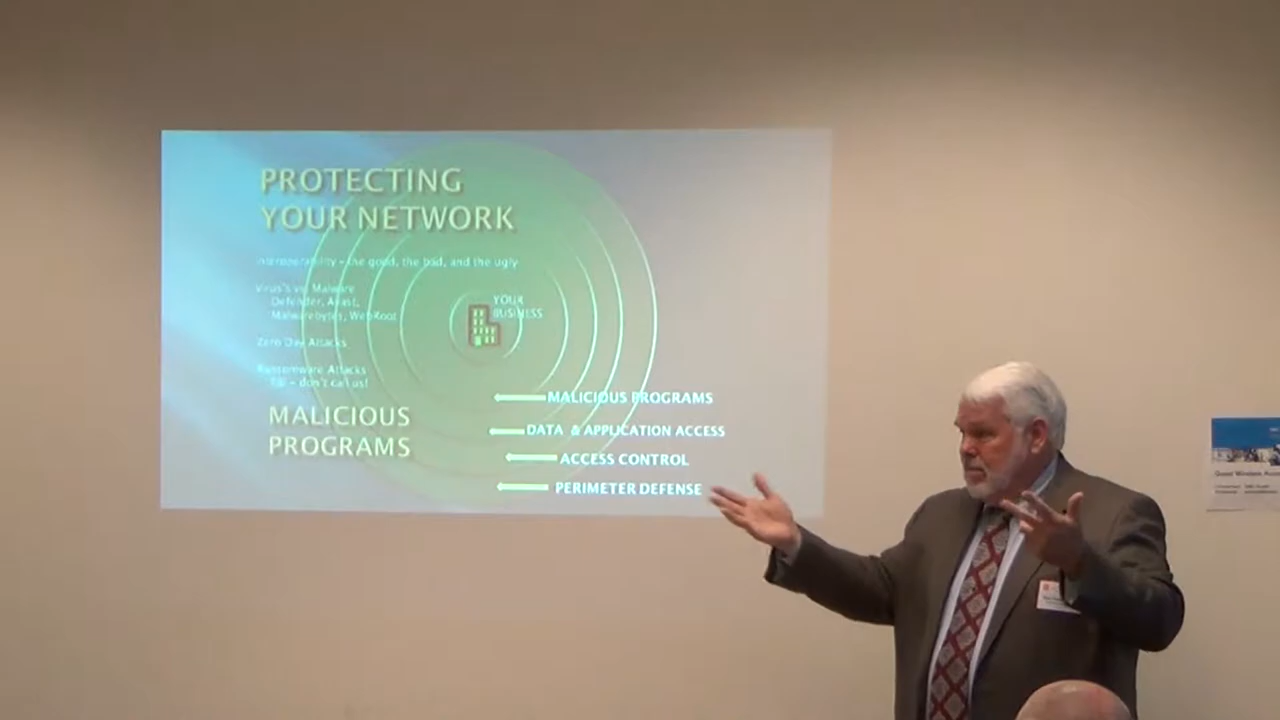 PROTECTING
YOUR NETWORK
Interoperability – the good, the bad, and the ugly
Virus's vs. Malware
Defender, Avast,
Malwarebytes, WebRoot
Zero Day Attacks
Ransomware Attacks
– don't call us!
YOUR
BUSINESS
MALICIOUS
PROGRAMS
MALICIOUS PROGRAMS
DATA & APPLICATION ACCESS
ACCESS CONTROL
PERIMETER DEFENSE
Guest Wireless